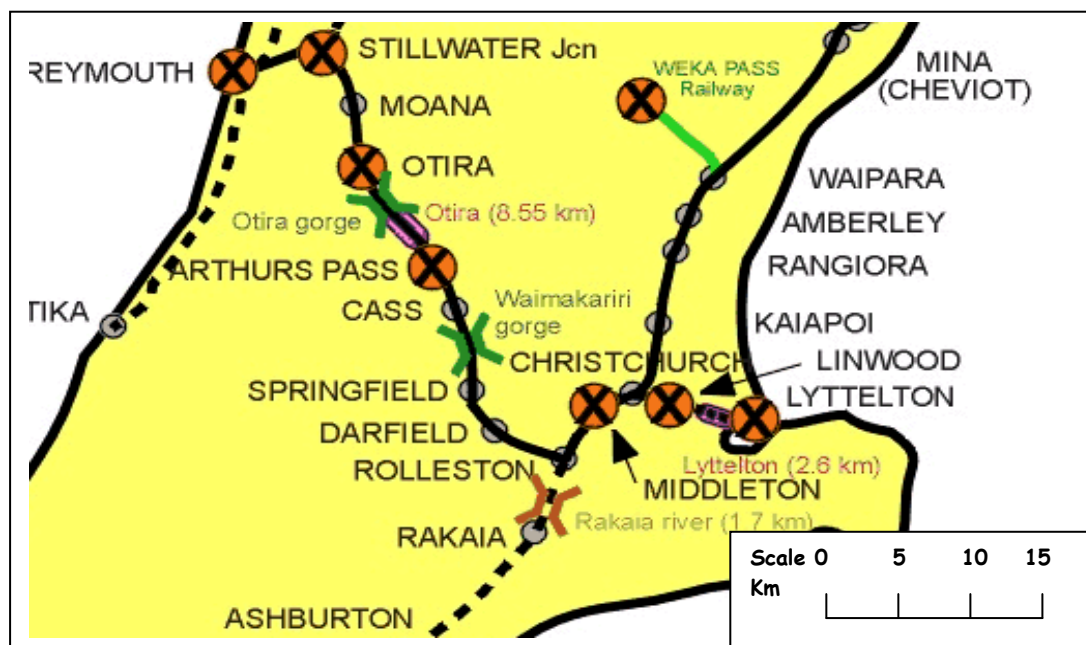 STILLWATER Jcn
REYMOUTH
MOANA
WEKA PASS
Railway
MINA
(CHEVIOT)
OTIRA
WAIPARA
Otira gorge
Otira (8.55 km)
AMBERLEY
ARTHURS PASS
RANGIORA
CASS
Waimakariri
gorge
TIKA
KAIAPOI
CHRISTCHURCH
LINWOOD
SPRINGFIELD
LYTTELTON
DARFIELD
ROLLESTON
Lyttelton (2.6 km)
MIDDLETON
Rakaia river (1.7 km)
RAKAIA
ASHBURTON
Scale 0 5 10 15
Km